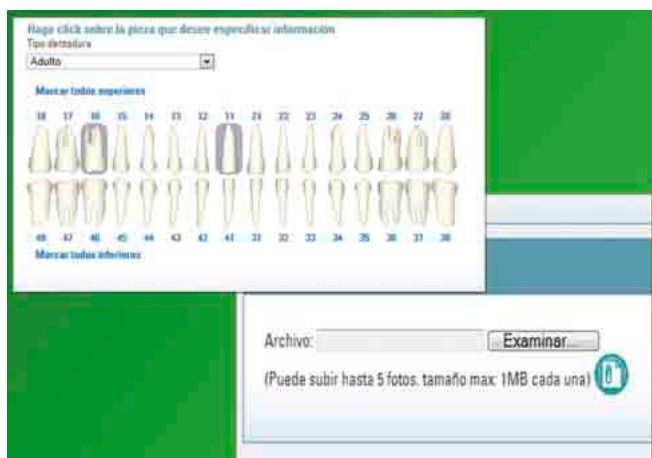 Haga click sobre la pieza que desee especificar información
Tipo dentadura
Adulto
Marcar todos superiores
18 17 16 15 14 13 12 11 21 22 23 24 25 26 27 28
48 47 46 45 44 43 42 41 31 32 33 34 35 36 37 38
Marcar todos inferiores
Archivo: Examinar...
(Puede subir hasta 5 fotos, tamaño max: 1MB cada una)